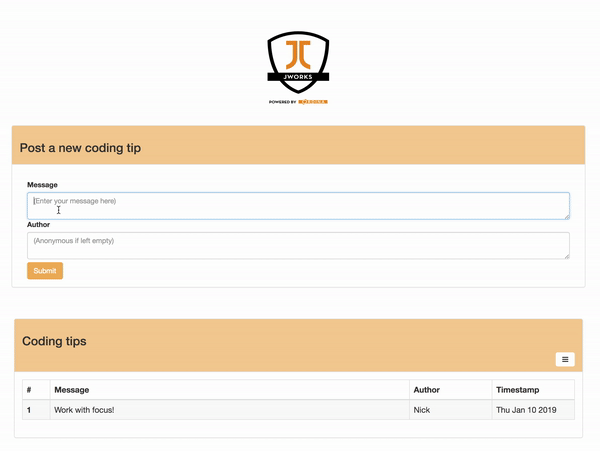 JWORKS
POWERED BY
Post a new coding tip
Message
(Enter your message here)
Author
(Anonymous if left empty)
Submit
Coding tips
# Message Author Timestamp
1 Work with focus! Nick Thu Jan 10 2019